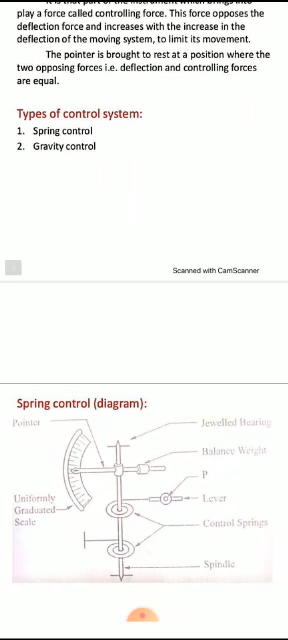 play a force called controlling force. This force opposes the
deflection force and increases with the increase in the
deflection of the moving system, to limit its movement.
The pointer is brought to rest at a position where the
two opposing forces i.e. deflection and controlling forces
are equal.
Types of control system:
1. Spring control
2. Gravity control
Scanned with CamScanner
Spring control (diagram):
Pointer
Jewelled Bearing
Balance Weight
P
Uniformly
Graduated
Scale
Lever
Control Springs
Spindle